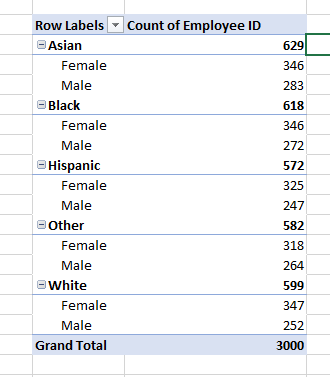 Row Labels Count of Employee ID
Asian 629
Female 346
Male 283
Black 618
Female 346
Male 272
Hispanic 572
Female 325
Male 247
Other 582
Female 318
Male 264
White 599
Female 347
Male 252
Grand Total 3000